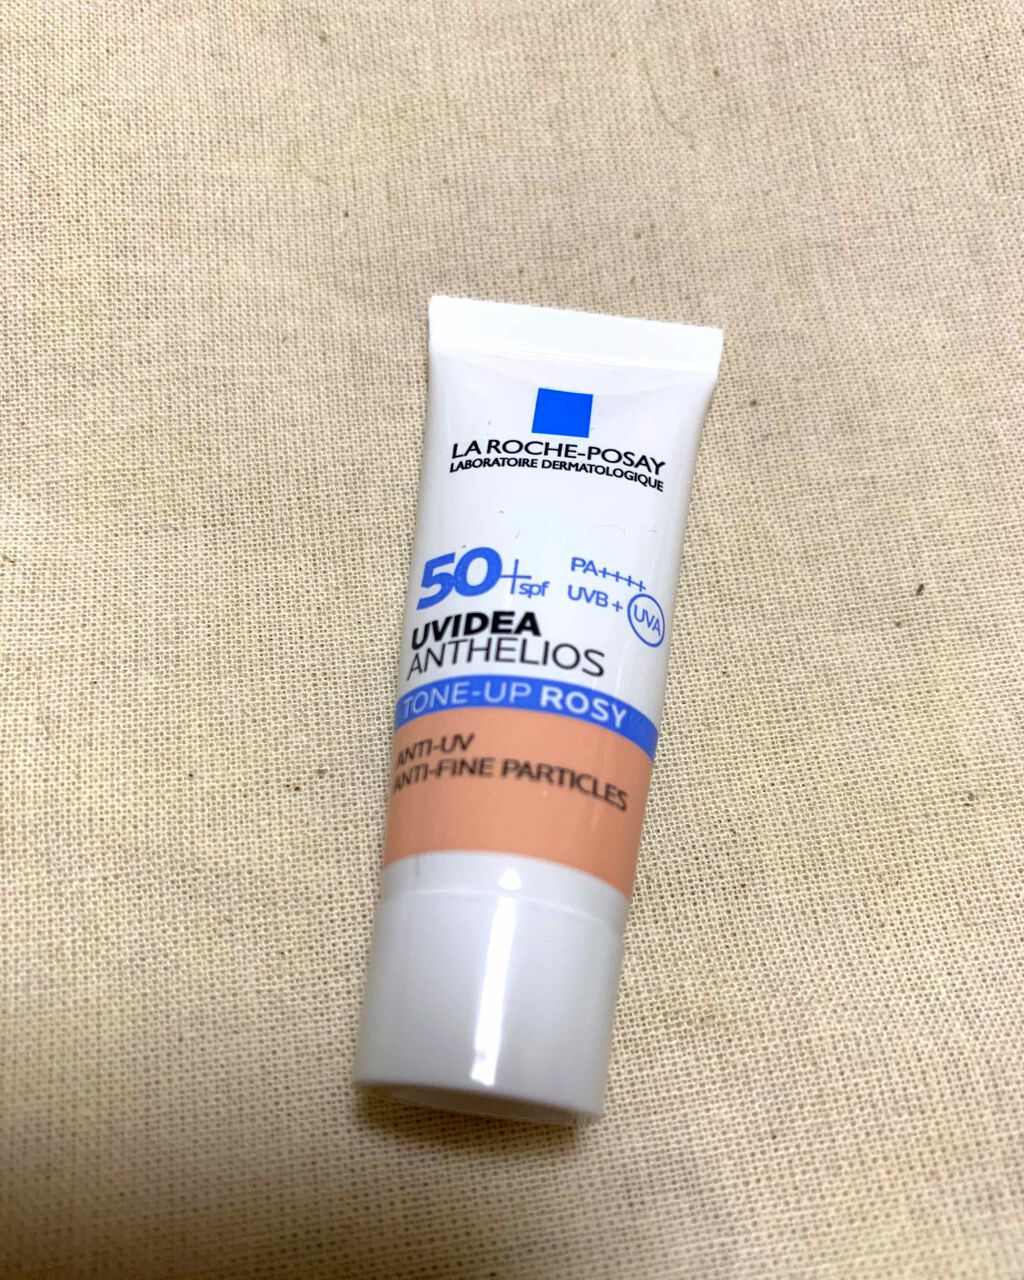 LA ROCHE-POSAY
LABORATOIRE DERMATOLOGIQUE
50+spf
PA++++
UVB + UVA
UVIDEA
ANTHELIOS
TONE-UP ROSY
ANTI-UV
ANTI-FINE PARTICLES